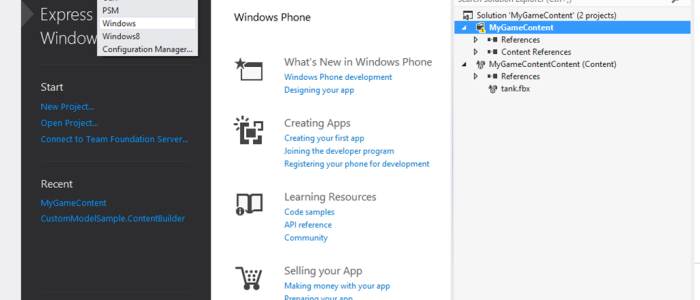 Express
Window
PSM
Windows
Windows8
Configuration Manager...
Start
New Project...
Open Project...
Connect to Team Foundation Server...
Recent
MyGameContent
CustomModelSample.ContentBuilder
Windows Phone
What's New in Windows Phone
Windows Phone development
Designing your app
Creating Apps
Creating your first app
Joining the developer program
Registering your phone for development
Learning Resources
Code samples
API reference
Community
Selling your App
Making money with your app
Preparing your app
Solution 'MyGameContent' (2 projects)
MyGameContent
References
Content References
MyGameContentContent (Content)
References
tank.fbx